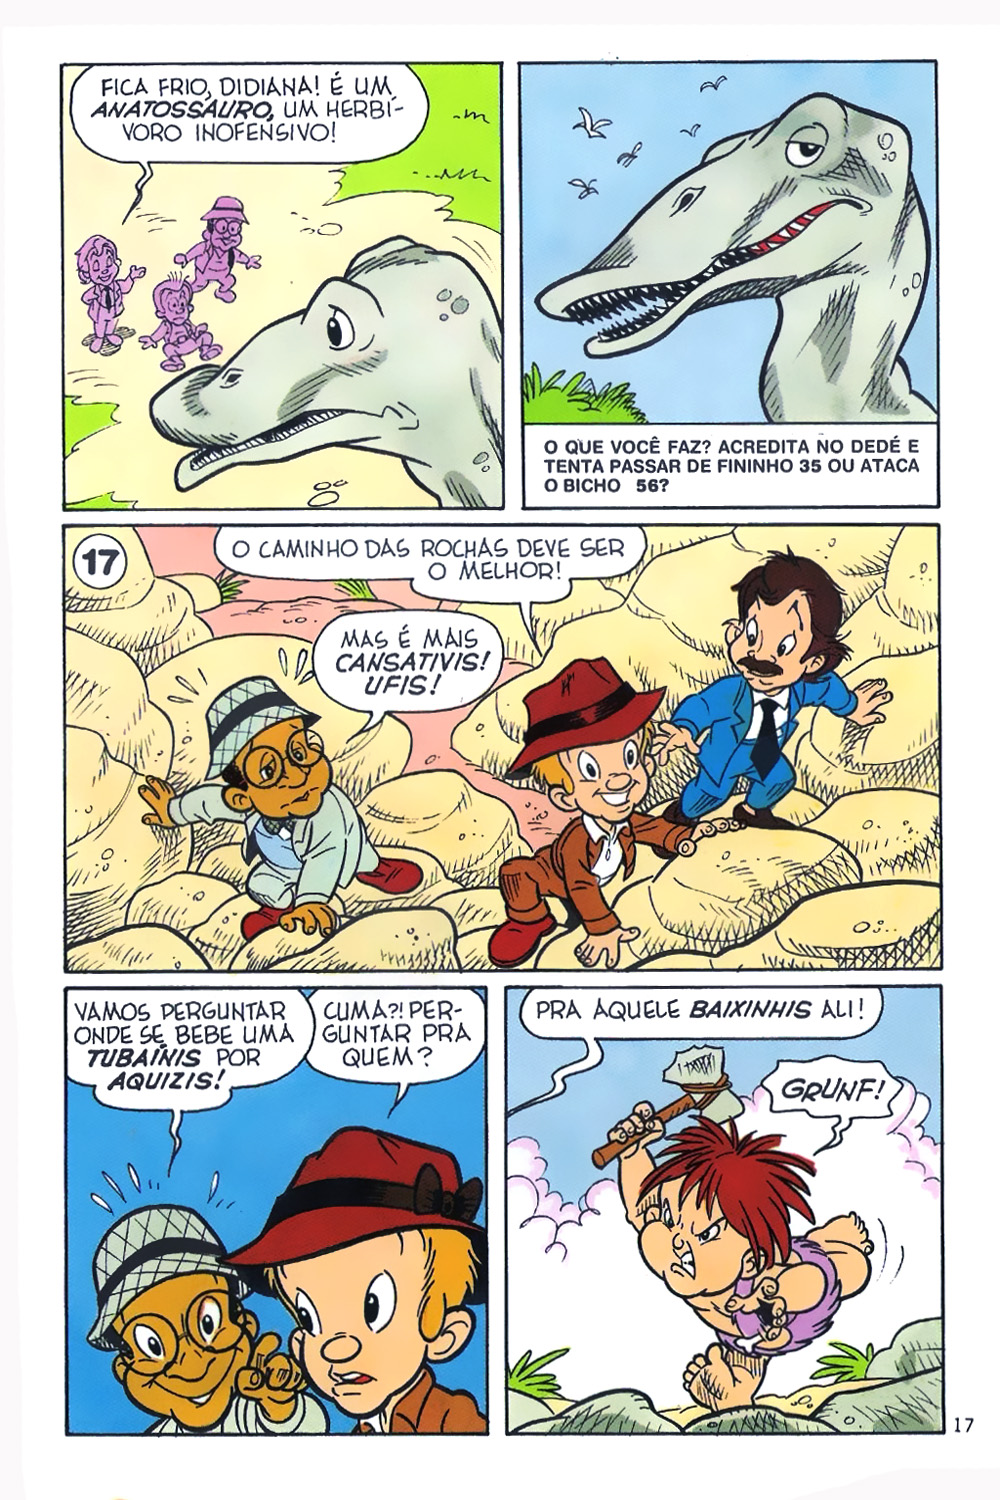 FICA FRIO, DIDIANA! É UM
ANATOSSAURO, UM HERBÍ-
VORO INOFENSIVO!
O QUE VOCÊ FAZ? ACREDITA NO DEDÉ E
TENTA PASSAR DE FININHO 35 OU ATACA
O BICHO 56?
17
O CAMINHO DAS ROCHAS DEVE SER
O MELHOR!
MAS É MAIS
CANSATIVIS!
UFIS!
VAMOS PERGUNTAR
ONDE SE BEBE UMA
TUBAÍNIS POR
AQUIZIS!
CUMA?! PER-
GUNTAR PRA
QUEM?
PRA AQUELE BAIXINHIS ALI!
GRUNF!
17